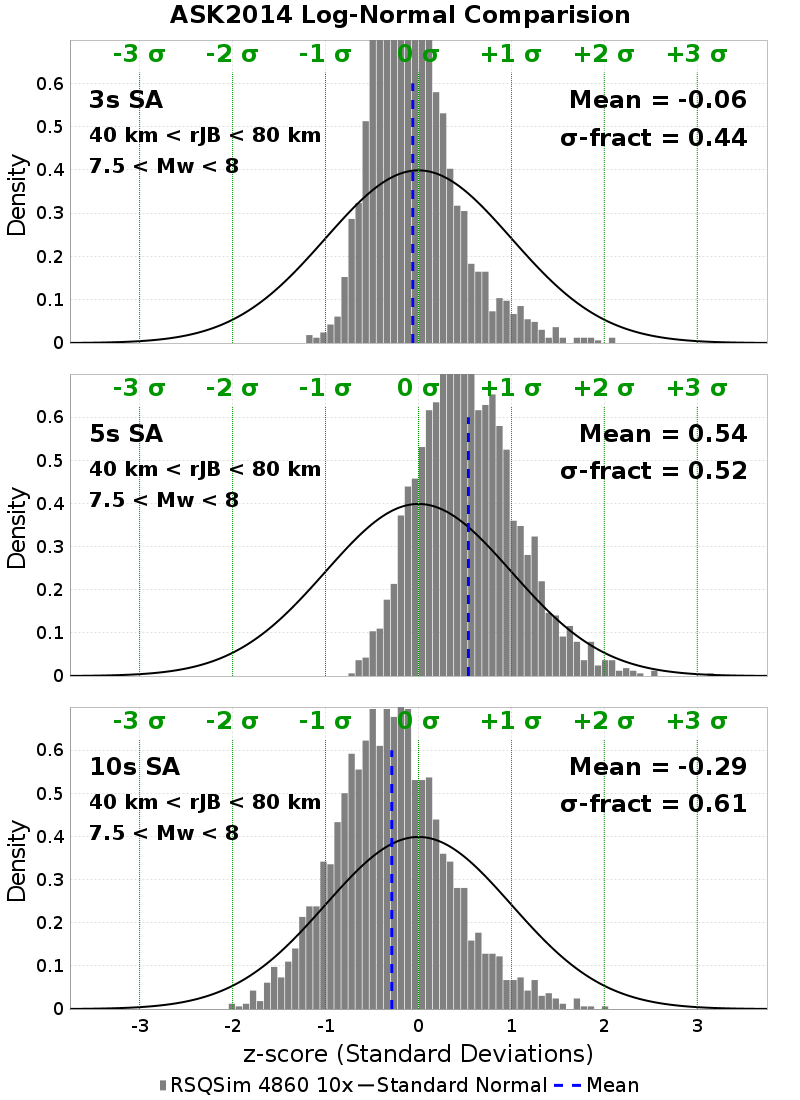 ASK2014 Log-Normal Comparision
-3 σ -2 σ -1 σ 0 σ +1 σ +2 σ +3 σ
0.6
3s SA Mean = -0.06
0.5
40 km < rJB < 80 km σ-fract = 0.44
7.5 < Mw < 8
0.4
0.3
0.2
0.1
0
Density
-3 σ -2 σ -1 σ 0 σ +1 σ +2 σ +3 σ
0.6
5s SA Mean = 0.54
0.5
40 km < rJB < 80 km σ-fract = 0.52
7.5 < Mw < 8
0.4
0.3
0.2
0.1
0
Density
-3 σ -2 σ -1 σ 0 σ +1 σ +2 σ +3 σ
0.6
10s SA Mean = -0.29
0.5
40 km < rJB < 80 km σ-fract = 0.61
7.5 < Mw < 8
0.4
0.3
0.2
0.1
0
Density
-3 -2 -1 0 1 2 3
z-score (Standard Deviations)
RSQSim 4860 10x Standard Normal Mean